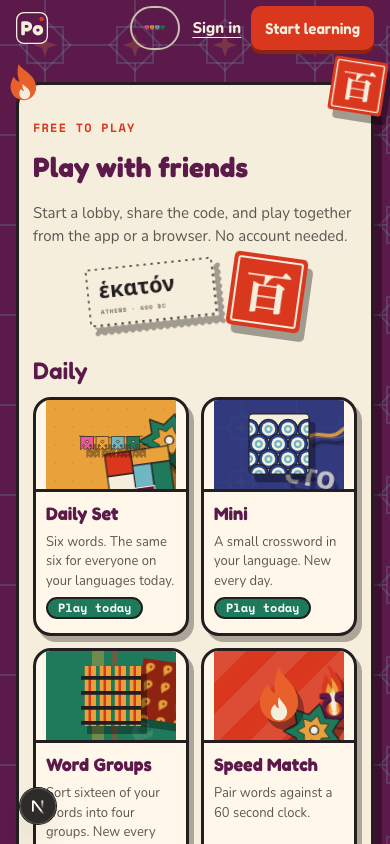 Po
Sign in
Start learning
百
FREE TO PLAY
Play with friends
Start a lobby, share the code, and play together
from the app or a browser. No account needed.
ἑκατόν
ATHENS · 600 BC
百
Daily
Daily Set
Six words. The same
six for everyone on
your languages today.
Play today
Mini
A small crossword in
your language. New
every day.
Play today
Word Groups
Sort sixteen of your
words into four
groups. New every
Speed Match
Pair words against a
60 second clock.
N